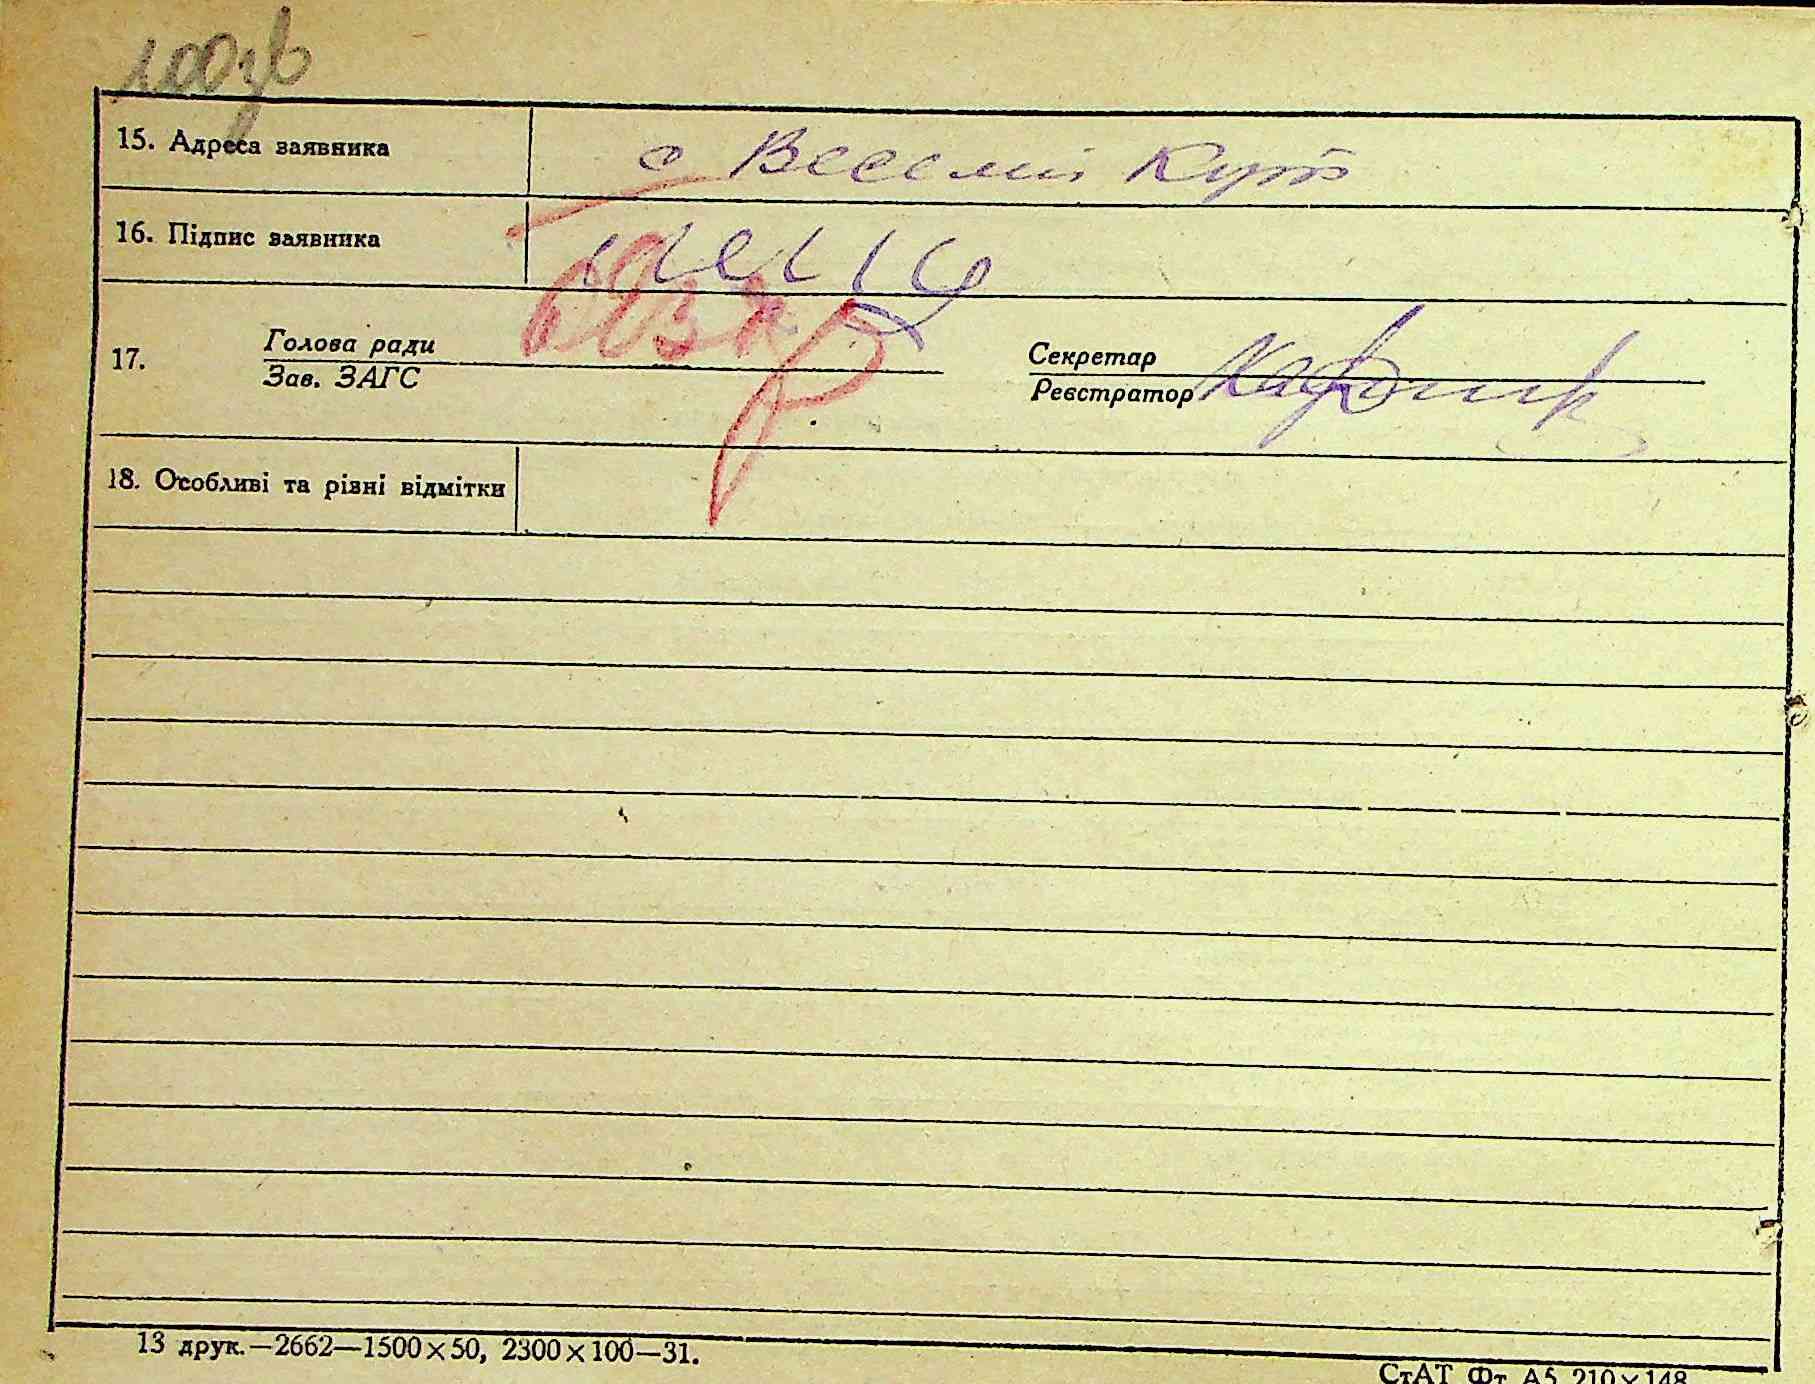 100зв
15. Адреса заявника с Веселий Кут
16. Підпис заявника
17. Голова ради Секретар
Зав. ЗАГС Реєстратор
18. Особливі та різні відмітки
13 друк.—2662—1500×50, 2300×100—31.
СтАТ Фт А5 210×148